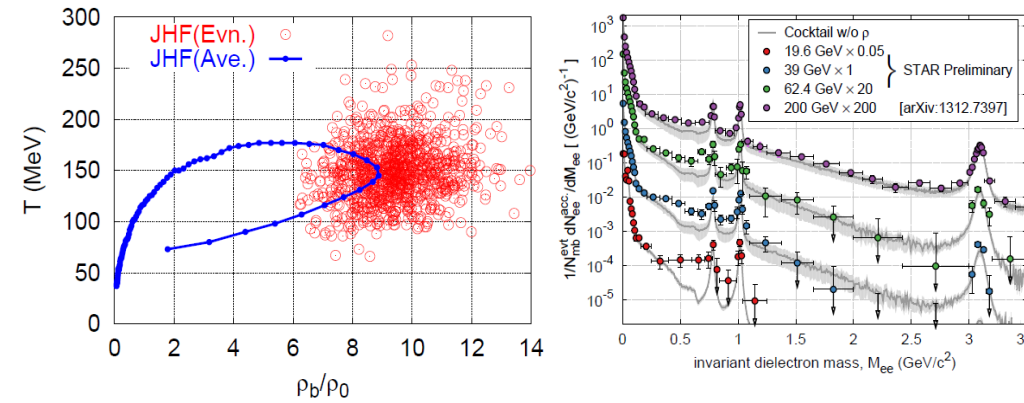 300
250
200
150
100
50
0
T (MeV)
JHF(Evn.)
JHF(Ave.)
0 2 4 6 8 10 12 14
ρb/ρ0
10³
10²
10
10⁰
10⁻¹
10⁻²
10⁻³
10⁻⁴
10⁻⁵
1/Nᵉᵛᵗmb dNᵃᶜᶜ·ee/dMee [ (GeV/c²)⁻¹ ]
Cocktail w/o ρ
19.6 GeV × 0.05
39 GeV × 1
62.4 GeV × 20
200 GeV × 200
STAR Preliminary
[arXiv:1312.7397]
0 0.5 1 1.5 2 2.5 3 3.5
invariant dielectron mass, Mee (GeV/c²)